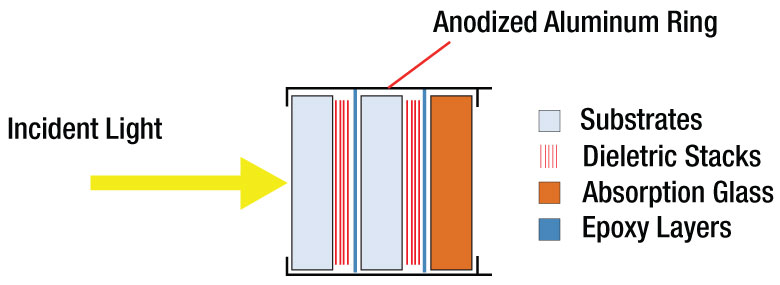 Anodized Aluminum Ring
Incident Light
Substrates
Dieletric Stacks
Absorption Glass
Epoxy Layers